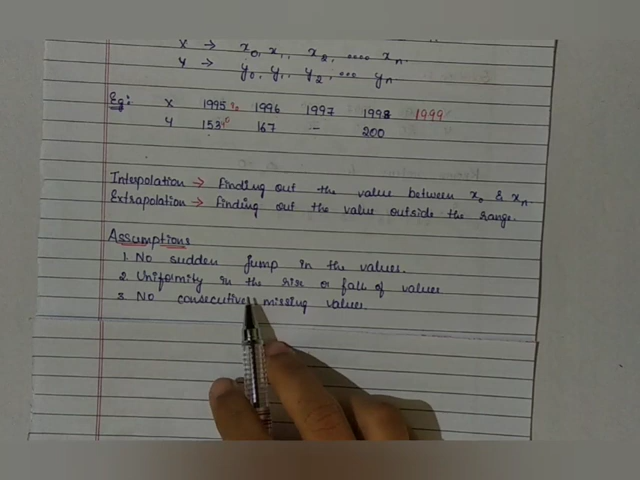 X → x₀, x₁, x₂, .... xₙ.
Y → y₀, y₁, y₂, .... yₙ
Eg: X 1995 x₀ 1996 1997 1998 1999
Y 153 y₀ 167 - 200
Interpolation → Finding out the value between x₀ & xₙ.
Extrapolation → Finding out the value outside the range.
Assumptions
1. No sudden jump in the values.
2. Uniformity in the rise or fall of values
3. No consecutive missing values.